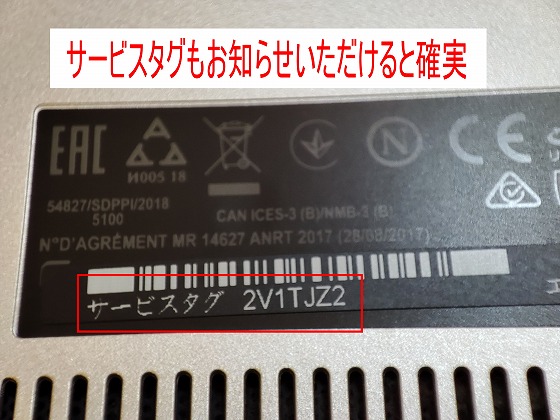 サービスタグもお知らせいただけると確実
EAC
И005 18
N
CE
54827/SDPPI/2018
5100
CAN ICES-3 (B)/NMB-3 (B)
N°D'AGRÉMENT MR 14627 ANRT 2017 (28/08/2017)
サービスタグ 2V1TJZ2